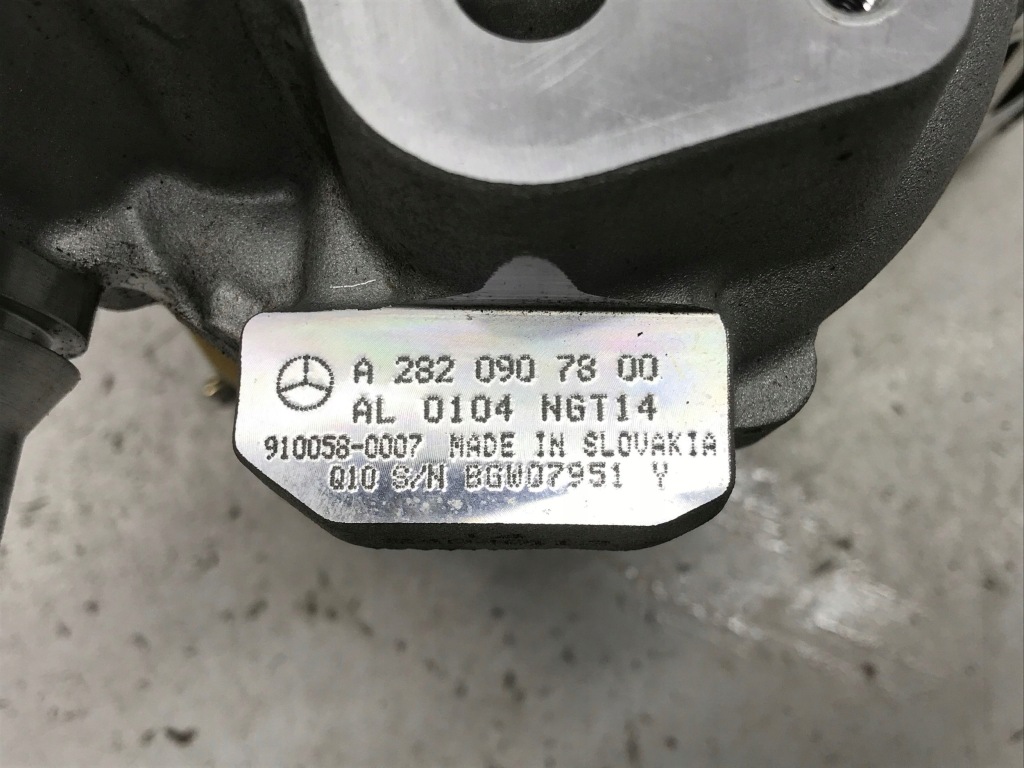 A 282 090 78 00
AL 0104 NGT14
910058-0007 MADE IN SLOVAKIA
Q10 S/N BGW07951 Y